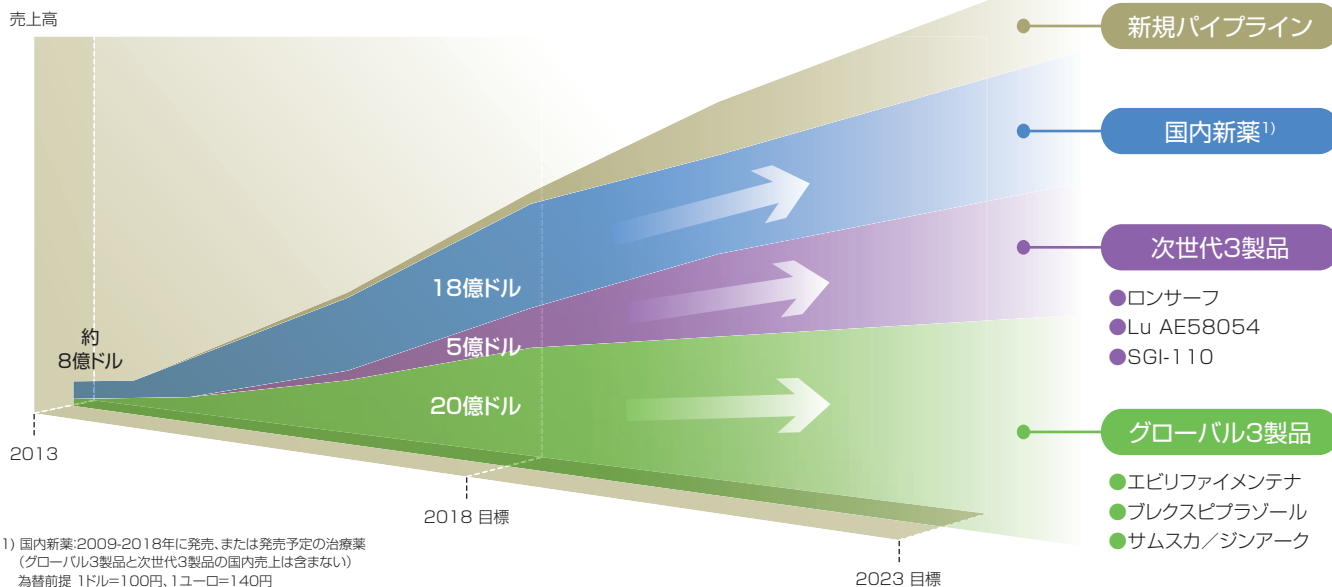 売上高
新規パイプライン
国内新薬1)
18億ドル
次世代3製品
●ロンサーフ
●Lu AE58054
●SGI-110
約
8億ドル
5億ドル
20億ドル
グローバル3製品
●エビリファイメンテナ
●ブレクスピプラゾール
●サムスカ／ジンアーク
2013
2018 目標
2023 目標
1) 国内新薬:2009-2018年に発売、または発売予定の治療薬
（グローバル3製品と次世代3製品の国内売上は含まない）
為替前提 1ドル=100円、1ユーロ=140円